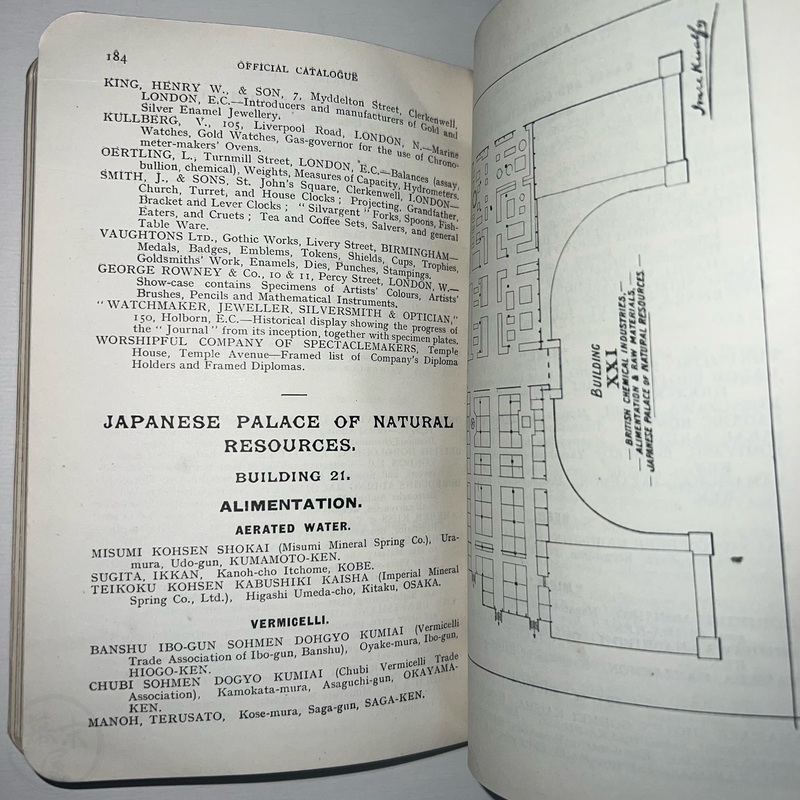 184
OFFICIAL CATALOGUE
KING, HENRY W., & SON, 7, Myddelton Street, Clerkenwell,
LONDON, E.C.—Introducers and manufacturers of Gold and
Silver Enamel Jewellery.
KULLBERG, V., 105, Liverpool Road, LONDON, N.—Marine
Watches, Gold Watches, Gas-governor for the use of Chrono-
meter-makers' Ovens.
OERTLING, L., Turnmill Street, LONDON, E.C.—Balances (assay,
bullion, chemical), Weights, Measures of Capacity, Hydrometers.
SMITH, J., & SONS, St. John's Square, Clerkenwell, LONDON—
Church, Turret, and House Clocks; Projecting, Grandfather,
Bracket and Lever Clocks; "Silvargent" Forks, Spoons, Fish-
Eaters, and Cruets; Tea and Coffee Sets, Salvers, and general
Table Ware.
VAUGHTONS LTD., Gothic Works, Livery Street, BIRMINGHAM—
Medals, Badges, Emblems, Tokens, Shields, Cups, Trophies,
Goldsmiths' Work, Enamels, Dies, Punches, Stampings.
GEORGE ROWNEY & Co., 10 & 11, Percy Street, LONDON, W.—
Show-case contains Specimens of Artists' Colours, Artists'
Brushes, Pencils and Mathematical Instruments.
"WATCHMAKER, JEWELLER, SILVERSMITH & OPTICIAN,"
150, Holborn, E.C.—Historical display showing the progress of
the "Journal" from its inception, together with specimen plates.
WORSHIPFUL COMPANY OF SPECTACLEMAKERS, Temple
House, Temple Avenue—Framed list of Company's Diploma
Holders and Framed Diplomas.
JAPANESE PALACE OF NATURAL
RESOURCES.
BUILDING 21.
ALIMENTATION.
AERATED WATER.
MISUMI KOHSEN SHOKAI (Misumi Mineral Spring Co.), Ura-
mura, Udo-gun, KUMAMOTO-KEN.
SUGITA, IKKAN, Kanoh-cho Itchome, KOBE.
TEIKOKU KOHSEN KABUSHIKI KAISHA (Imperial Mineral
Spring Co., Ltd.), Higashi Umeda-cho, Kitaku, OSAKA.
VERMICELLI.
BANSHU IBO-GUN SOHMEN DOHGYO KUMIAI (Vermicelli
Trade Association of Ibo-gun, Banshu), Oyake-mura, Ibo-gun,
HIOGO-KEN.
CHUBI SOHMEN DOGYO KUMIAI (Chubi Vermicelli Trade
Association), Kamokata-mura, Asaguchi-gun, OKAYAMA-
KEN.
MANOH, TERUSATO, Kose-mura, Saga-gun, SAGA-KEN,
BUILDING
XXI
—BRITISH CHEMICAL INDUSTRIES,—
—ALIMENTATION & RAW MATERIALS,—
—JAPANESE PALACE OF NATURAL RESOURCES.—
Imre Kiralfy